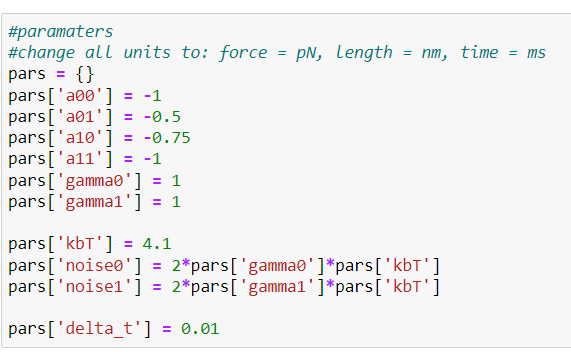 #paramaters
#change all units to: force = pN, length = nm, time = ms
pars = {}
pars['a00'] = -1
pars['a01'] = -0.5
pars['a10'] = -0.75
pars['a11'] = -1
pars['gamma0'] = 1
pars['gamma1'] = 1
pars['kbT'] = 4.1
pars['noise0'] = 2*pars['gamma0']*pars['kbT']
pars['noise1'] = 2*pars['gamma1']*pars['kbT']
pars['delta_t'] = 0.01